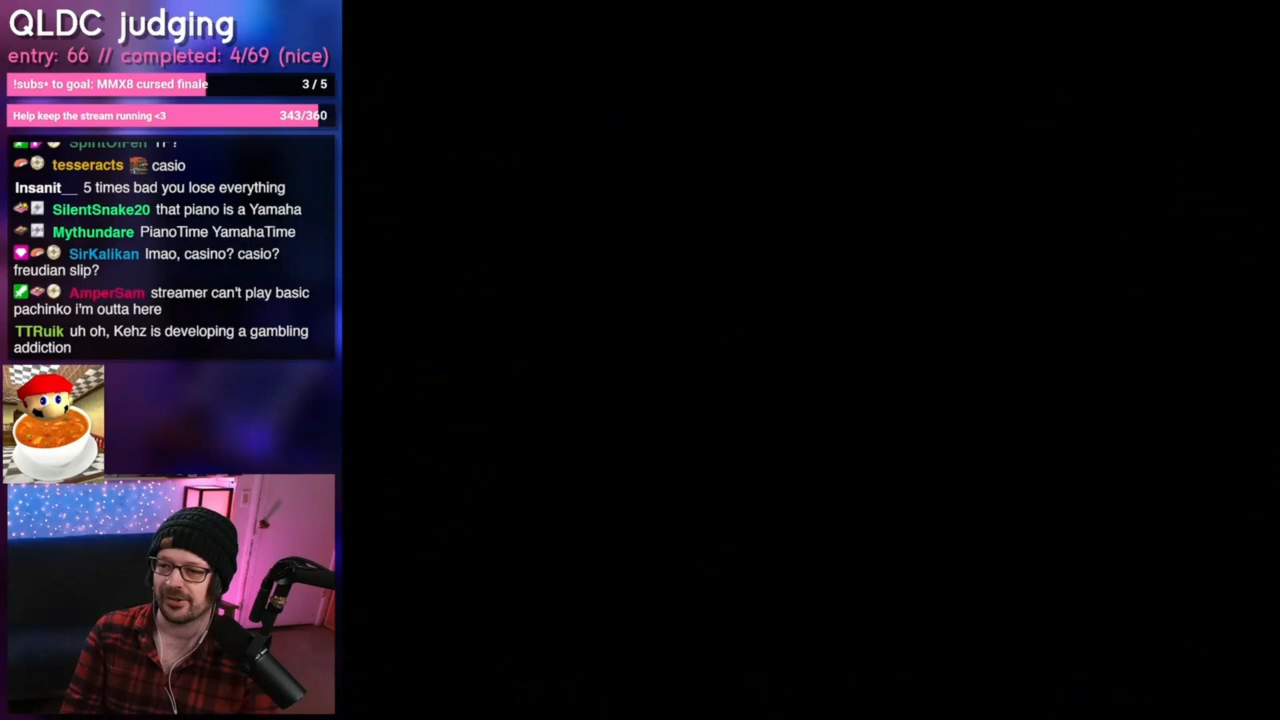 QLDC judging
entry: 66 // completed: 4/69 (nice)
!subs• to goal: MMX8 cursed finale 3 / 5
Help keep the stream running <3 343/360
tesseracts casio
Insanit__ 5 times bad you lose everything
SilentSnake20 that piano is a Yamaha
Mythundare PianoTime YamahaTime
SirKalikan lmao, casino? casio?
freudian slip?
AmperSam streamer can't play basic
pachinko i'm outta here
TTRuik uh oh, Kehz is developing a gambling
addiction